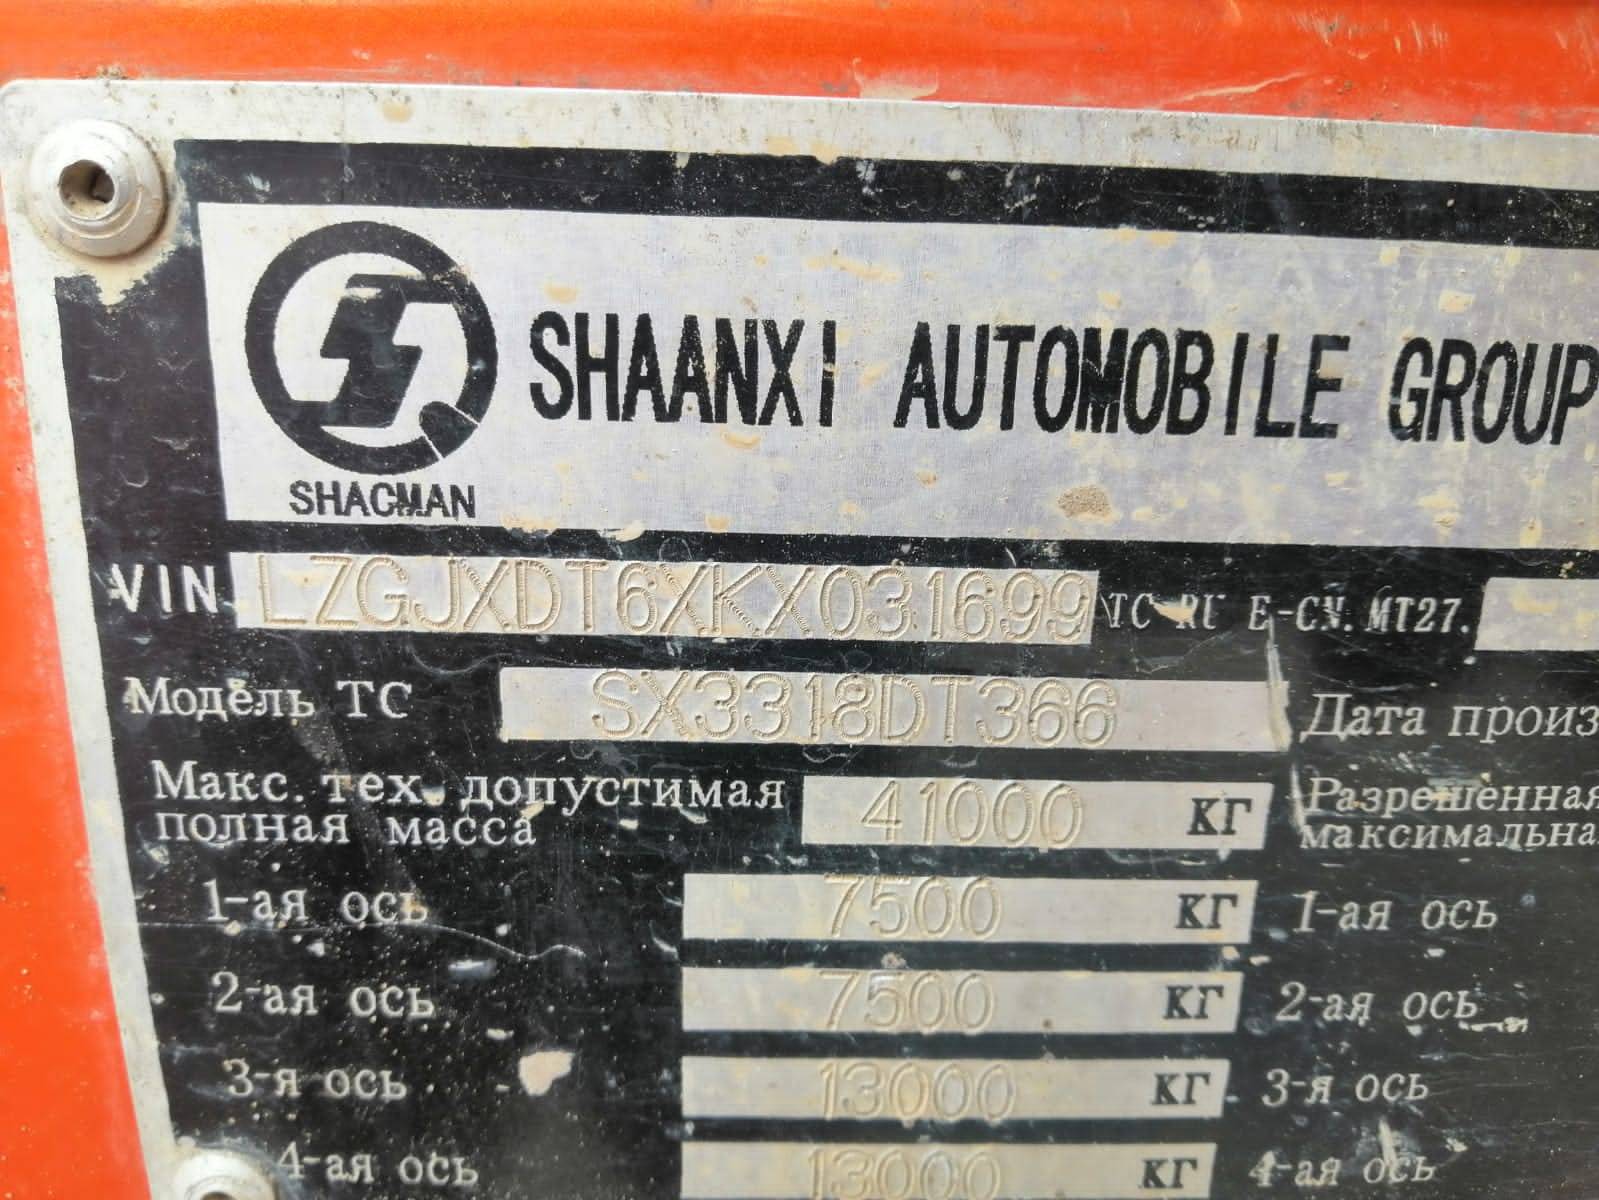 SHAANXI AUTOMOBILE GROUP
SHACMAN
VIN LZGJXDT6XKX031699 TC RU E-CN.MT27.
Модель ТС SX3318DT366 Дата произ
Макс. тех. допустимая полная масса 41000 кг Разрешенная максимальна
1-ая ось 7500 кг 1-ая ось
2-ая ось 7500 кг 2-ая ось
3-я ось 13000 кг 3-я ось
4-ая ось 13000 кг 4-ая ось